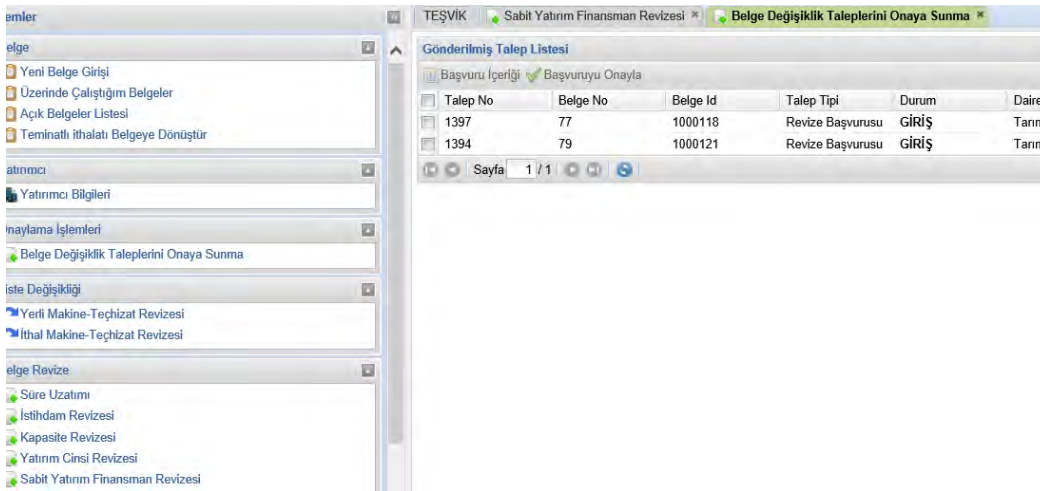 emler
elge
Yeni Belge Girişi
Üzerinde Çalıştığım Belgeler
Açık Belgeler Listesi
Teminatlı ithalatı Belgeye Dönüştür
atırımcı
Yatırımcı Bilgileri
naylama İşlemleri
Belge Değişiklik Taleplerini Onaya Sunma
iste Değişikliği
Yerli Makine-Teçhizat Revizesi
İthal Makine-Teçhizat Revizesi
elge Revize
Süre Uzatımı
İstihdam Revizesi
Kapasite Revizesi
Yatırım Cinsi Revizesi
Sabit Yatırım Finansman Revizesi
TEŞVİK Sabit Yatırım Finansman Revizesi Belge Değişiklik Taleplerini Onaya Sunma
Gönderilmiş Talep Listesi
Başvuru İçeriği Başvuruyu Onayla
Talep No Belge No Belge Id Talep Tipi Durum Daire
1397 77 1000118 Revize Başvurusu GİRİŞ Tarım
1394 79 1000121 Revize Başvurusu GİRİŞ Tarım
Sayfa 1 / 1